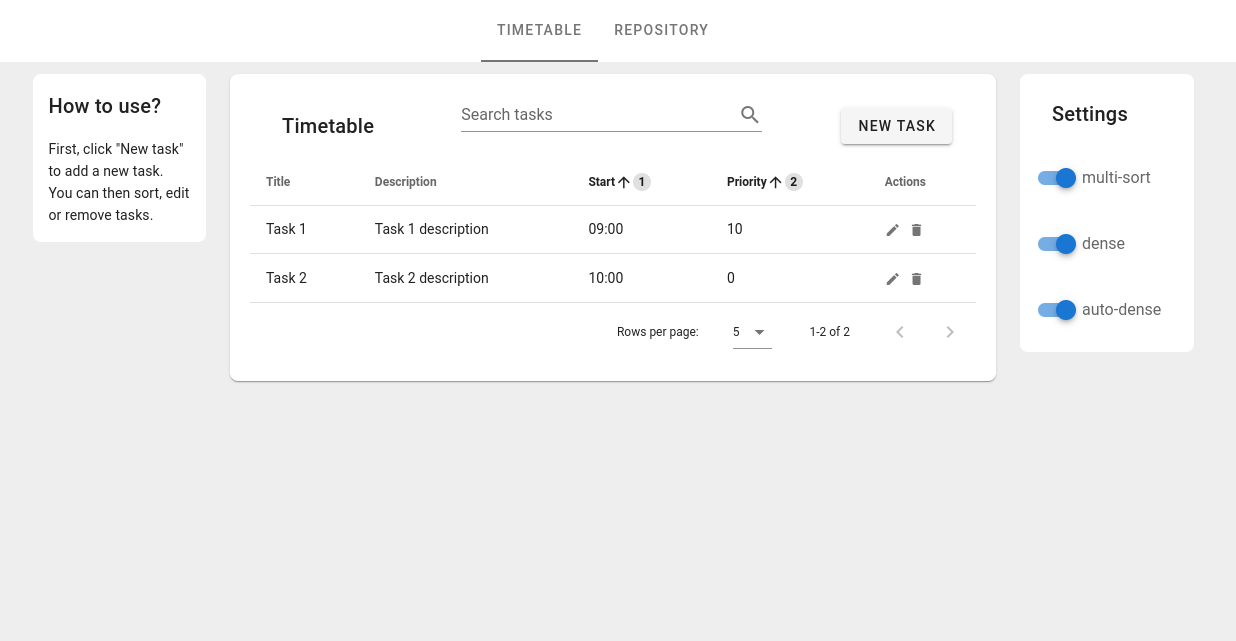 TIMETABLE REPOSITORY
How to use?
First, click "New task"
to add a new task.
You can then sort, edit
or remove tasks.
Timetable Search tasks NEW TASK
Title Description Start 1 Priority 2 Actions
Task 1 Task 1 description 09:00 10
Task 2 Task 2 description 10:00 0
Rows per page: 5 1-2 of 2
Settings
multi-sort
dense
auto-dense